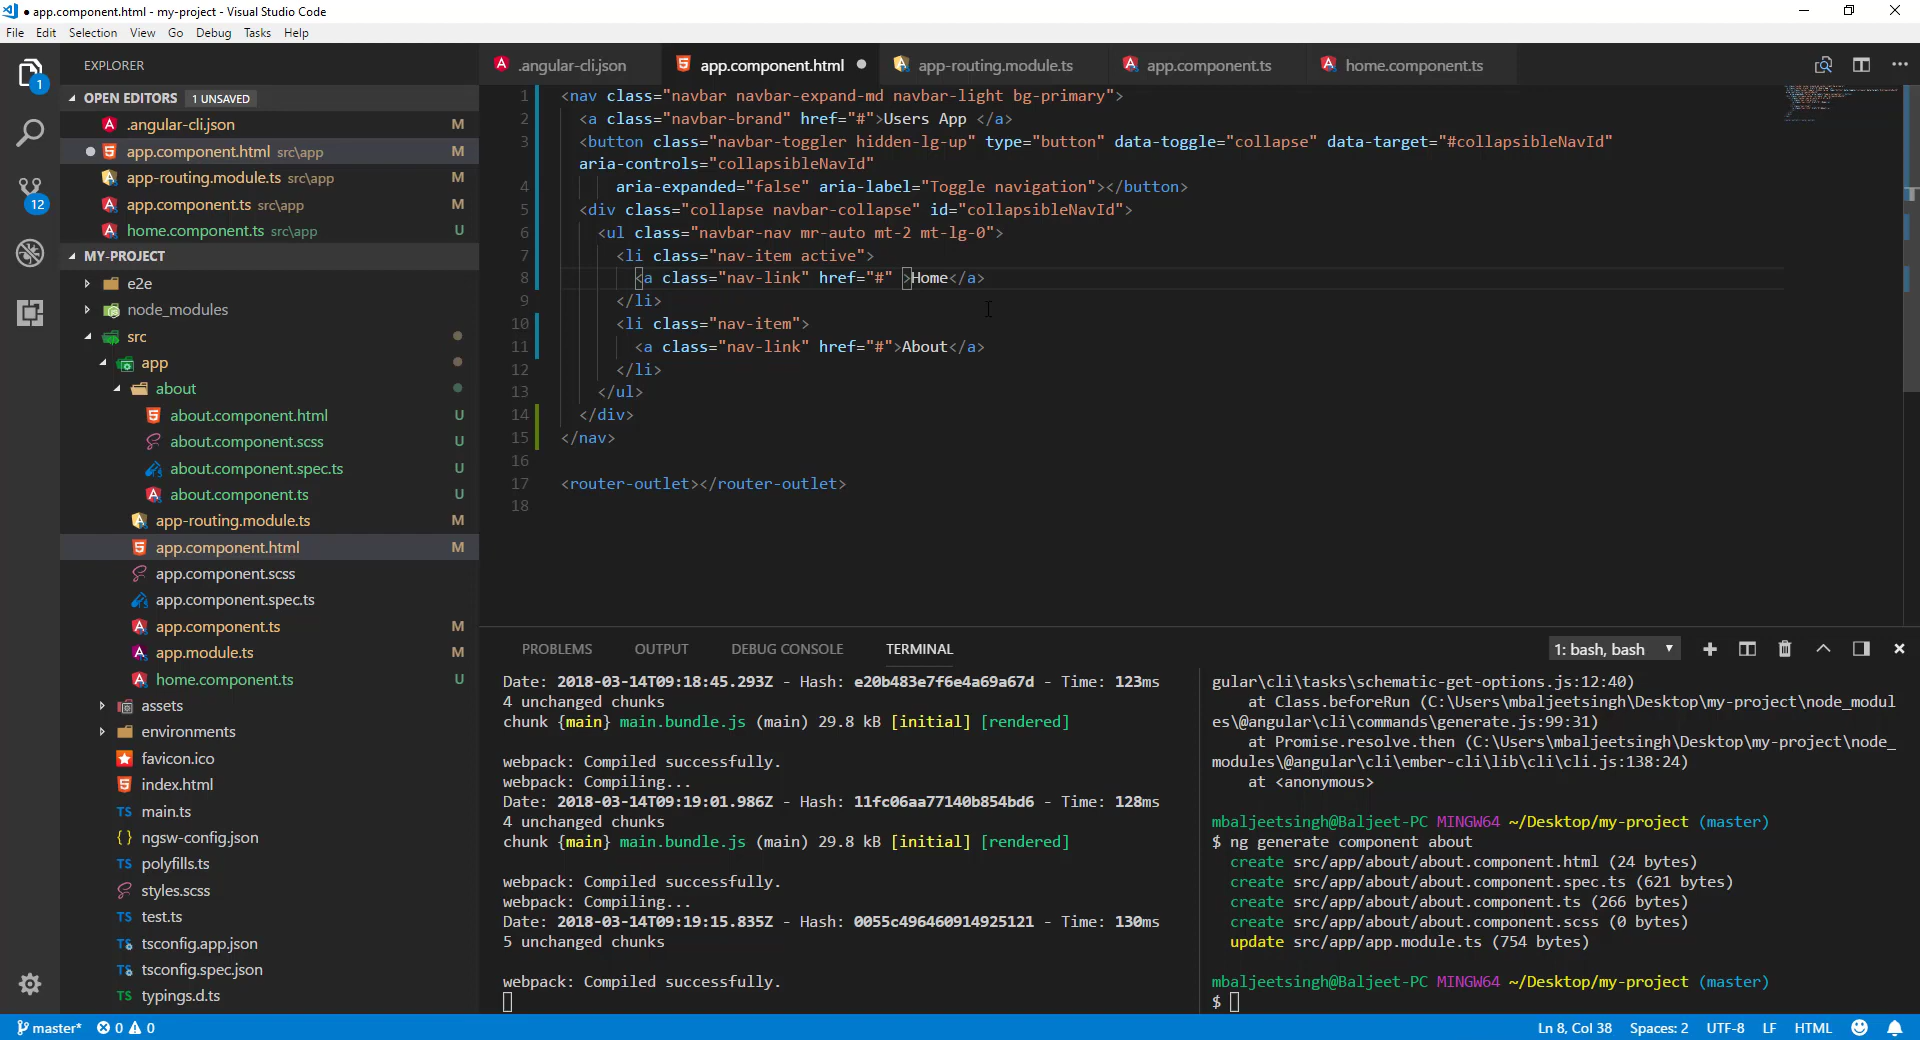 ● app.component.html - my-project - Visual Studio Code
File Edit Selection View Go Debug Tasks Help
EXPLORER
OPEN EDITORS 1 UNSAVED
.angular-cli.json M
app.component.html src\app M
app-routing.module.ts src\app M
app.component.ts src\app M
home.component.ts src\app U
MY-PROJECT
e2e
node_modules
src
app
about
about.component.html U
about.component.scss U
about.component.spec.ts U
about.component.ts U
app-routing.module.ts M
app.component.html M
app.component.scss
app.component.spec.ts
app.component.ts M
app.module.ts M
home.component.ts U
assets
environments
favicon.ico
index.html
main.ts
ngsw-config.json
polyfills.ts
styles.scss
test.ts
tsconfig.app.json
tsconfig.spec.json
typings.d.ts
1
12
.angular-cli.json app.component.html ● app-routing.module.ts app.component.ts home.component.ts
1 <nav class="navbar navbar-expand-md navbar-light bg-primary">
2 <a class="navbar-brand" href="#">Users App </a>
3 <button class="navbar-toggler hidden-lg-up" type="button" data-toggle="collapse" data-target="#collapsibleNavId"
aria-controls="collapsibleNavId"
4 aria-expanded="false" aria-label="Toggle navigation"></button>
5 <div class="collapse navbar-collapse" id="collapsibleNavId">
6 <ul class="navbar-nav mr-auto mt-2 mt-lg-0">
7 <li class="nav-item active">
8 <a class="nav-link" href="#" >Home</a>
9 </li>
10 <li class="nav-item">
11 <a class="nav-link" href="#">About</a>
12 </li>
13 </ul>
14 </div>
15 </nav>
16
17 <router-outlet></router-outlet>
18
PROBLEMS OUTPUT DEBUG CONSOLE TERMINAL 1: bash, bash
Date: 2018-03-14T09:18:45.293Z - Hash: e20b483e7f6e4a69a67d - Time: 123ms
4 unchanged chunks
chunk {main} main.bundle.js (main) 29.8 kB [initial] [rendered]
webpack: Compiled successfully.
webpack: Compiling...
Date: 2018-03-14T09:19:01.986Z - Hash: 11fc06aa77140b854bd6 - Time: 128ms
4 unchanged chunks
chunk {main} main.bundle.js (main) 29.8 kB [initial] [rendered]
webpack: Compiled successfully.
webpack: Compiling...
Date: 2018-03-14T09:19:15.835Z - Hash: 0055c496460914925121 - Time: 130ms
5 unchanged chunks
webpack: Compiled successfully.
gular\cli\tasks\schematic-get-options.js:12:40)
at Class.beforeRun (C:\Users\mbaljeetsingh\Desktop\my-project\node_modul
es\@angular\cli\commands\generate.js:99:31)
at Promise.resolve.then (C:\Users\mbaljeetsingh\Desktop\my-project\node_
modules\@angular\cli\ember-cli\lib\cli\cli.js:138:24)
at <anonymous>
mbaljeetsingh@Baljeet-PC MINGW64 ~/Desktop/my-project (master)
$ ng generate component about
create src/app/about/about.component.html (24 bytes)
create src/app/about/about.component.spec.ts (621 bytes)
create src/app/about/about.component.ts (266 bytes)
create src/app/about/about.component.scss (0 bytes)
update src/app/app.module.ts (754 bytes)
mbaljeetsingh@Baljeet-PC MINGW64 ~/Desktop/my-project (master)
$
master* 0 0 Ln 8, Col 38 Spaces: 2 UTF-8 LF HTML